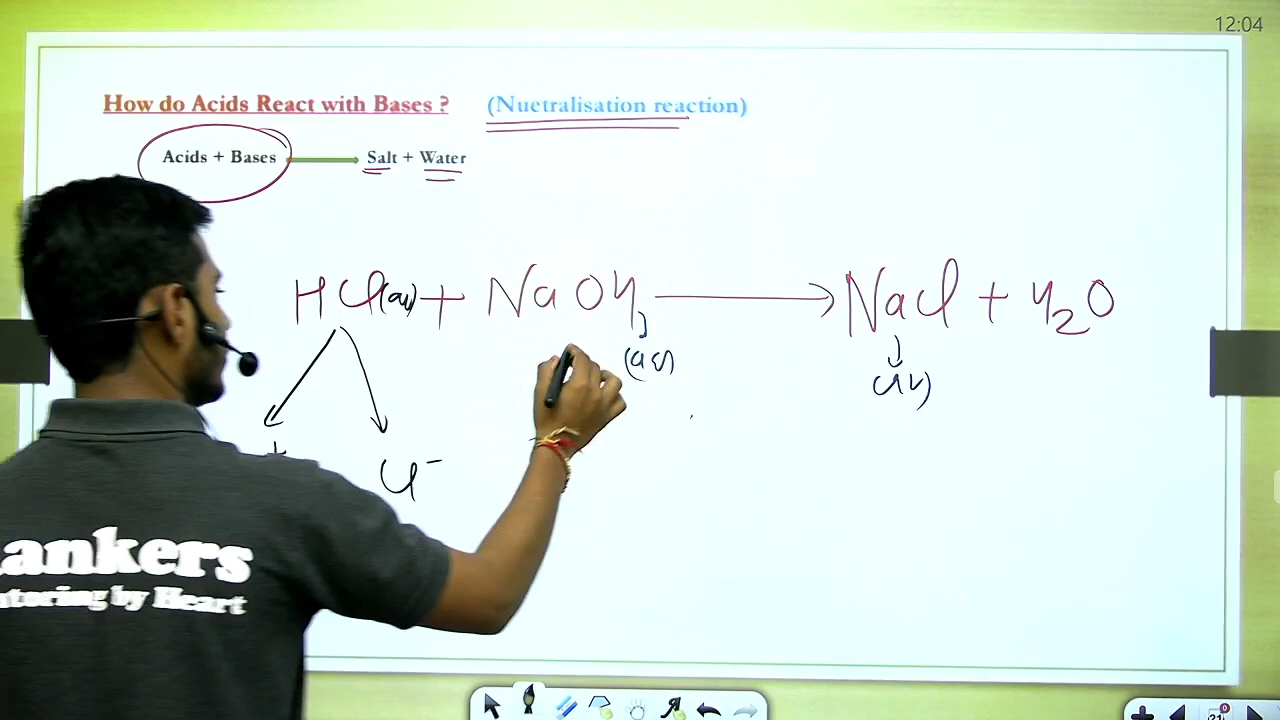 12:04
How do Acids React with Bases ? (Nuetralisation reaction)
Acids + Bases Salt + Water
HCl(aq) + NaOH → NaCl + H2O
(aq) (aq)
+ Cl⁻
ankers
toring by Heart